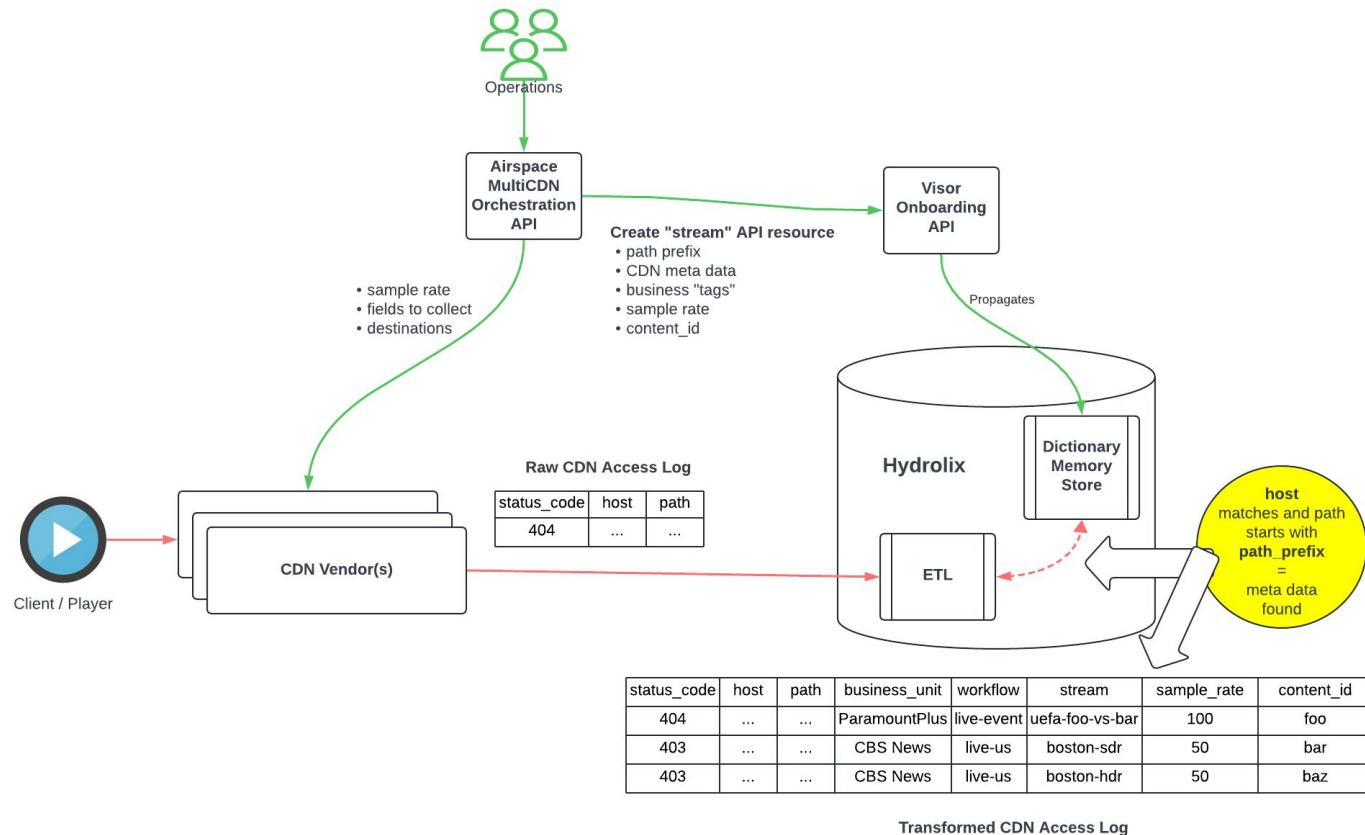 Operations
Airspace
MultiCDN
Orchestration
API
Visor
Onboarding
API
Create "stream" API resource
• path prefix
• CDN meta data
• business "tags"
• sample rate
• content_id
• sample rate
• fields to collect
• destinations
Propagates
Hydrolix
Dictionary
Memory
Store
Raw CDN Access Log
status_code host path
404 ... ...
host
matches and path
starts with
path_prefix
=
meta data
found
CDN Vendor(s)
ETL
Client / Player
status_code host path business_unit workflow stream sample_rate content_id
404 ... ... ParamountPlus live-event uefa-foo-vs-bar 100 foo
403 ... ... CBS News live-us boston-sdr 50 bar
403 ... ... CBS News live-us boston-hdr 50 baz
Transformed CDN Access Log